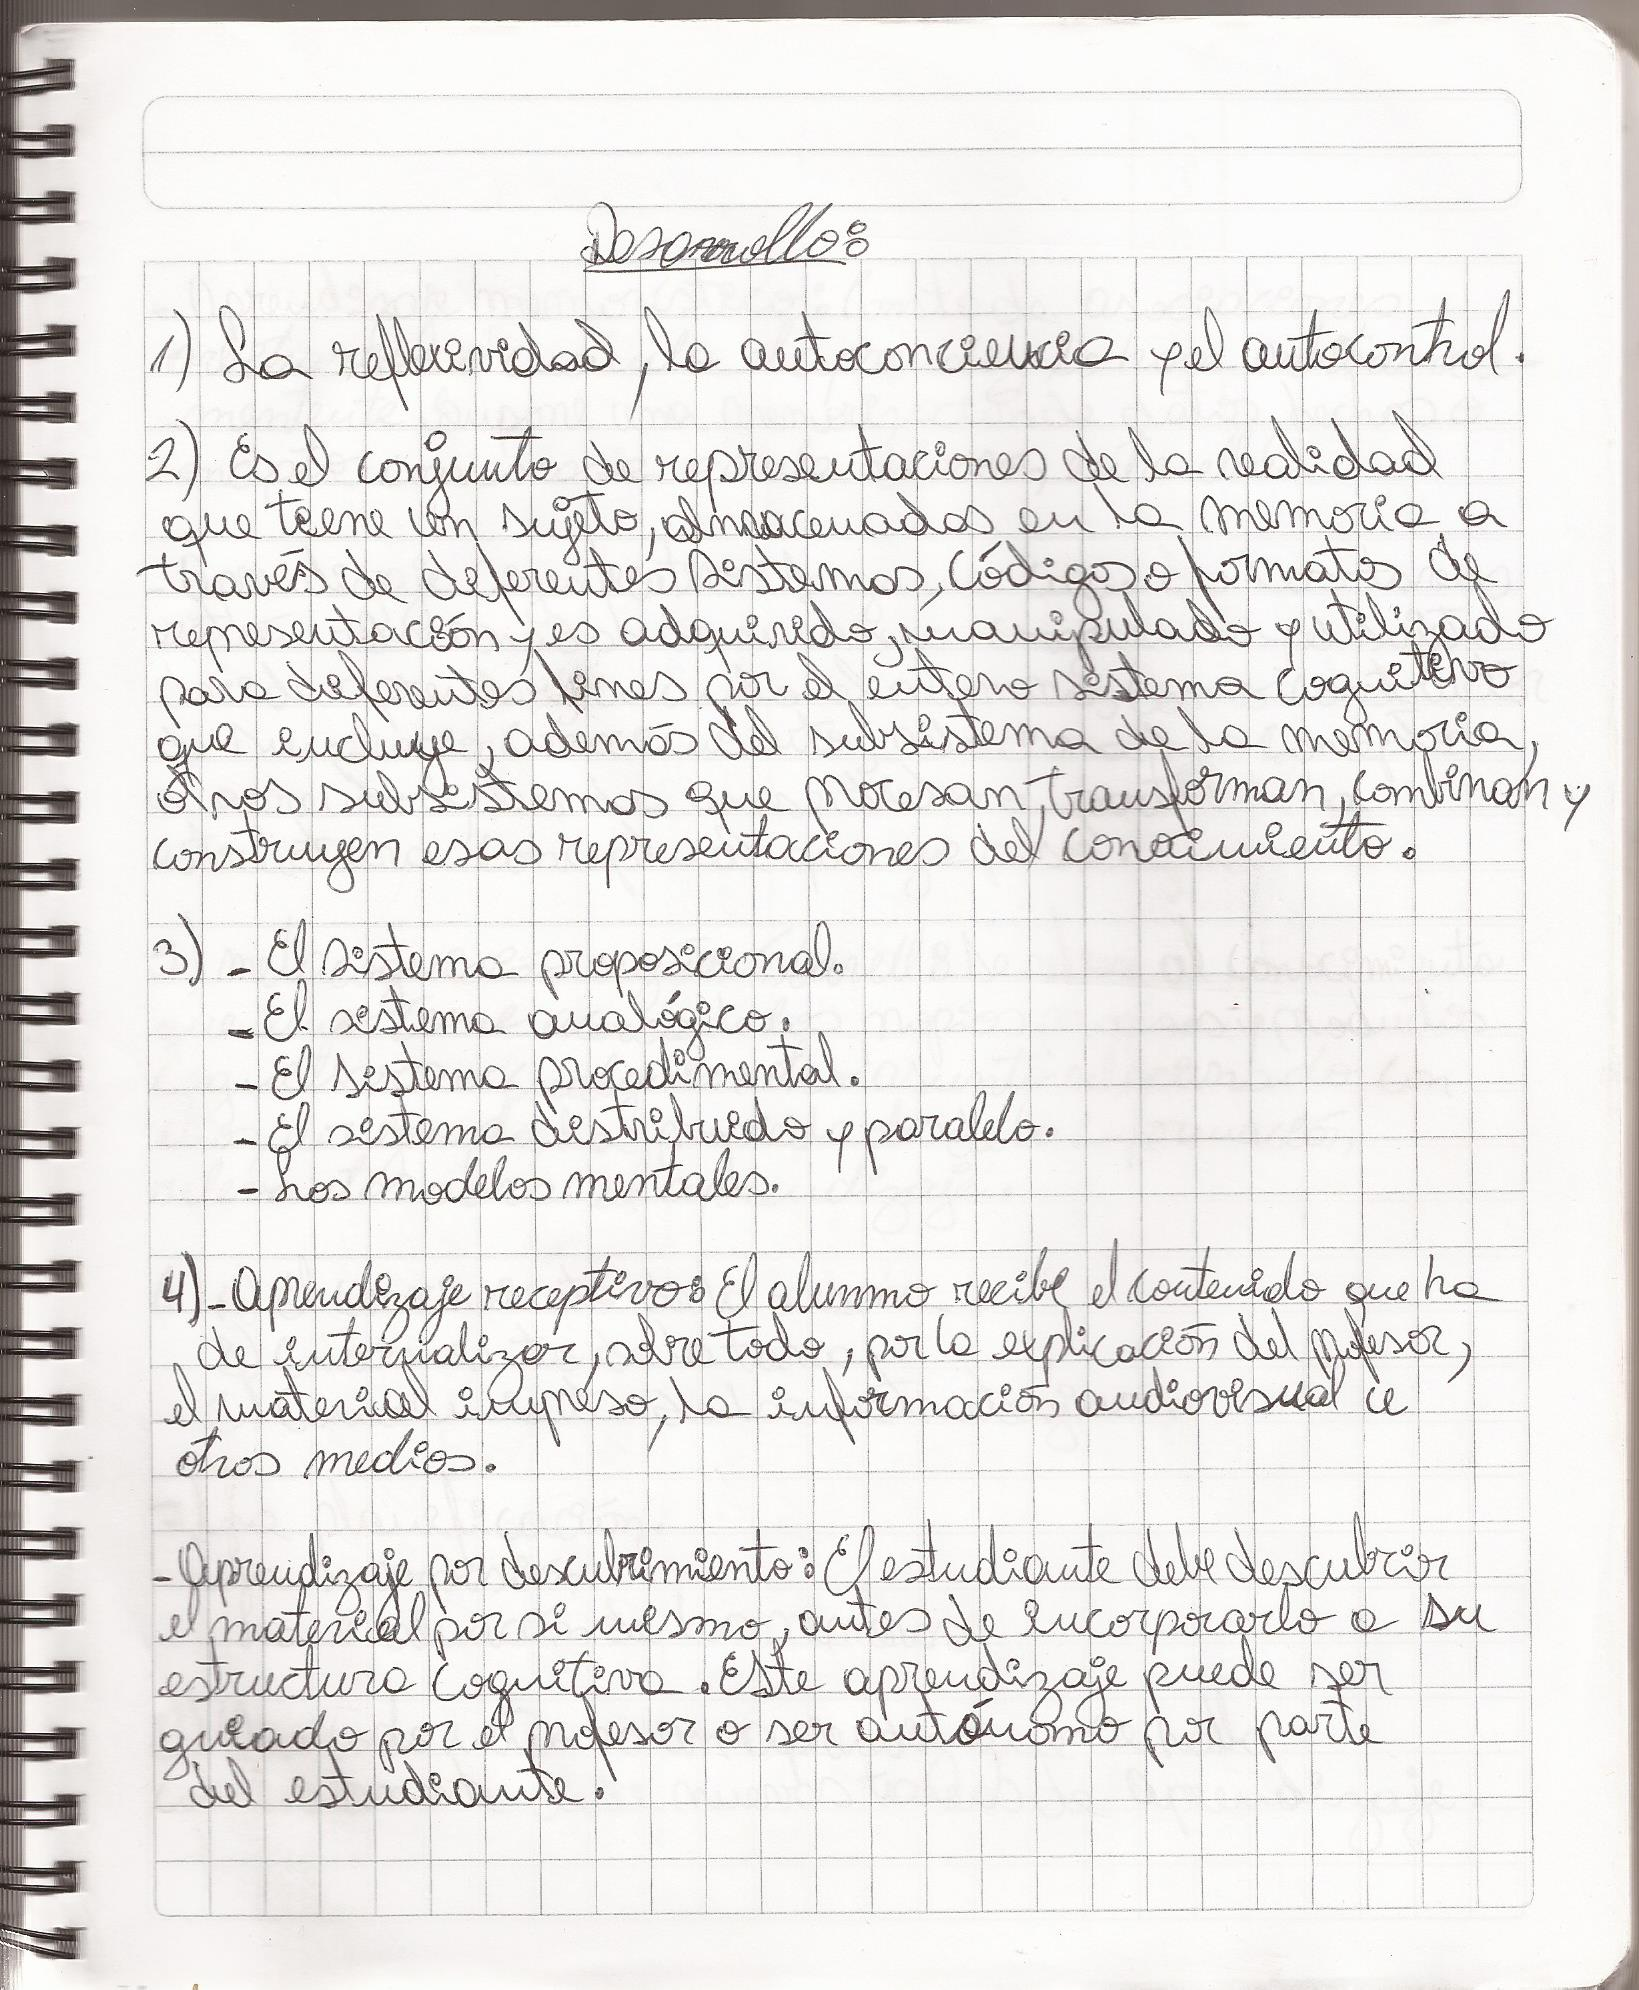 Desarrollo:
1) La reflexividad, la autoconciencia y el autocontrol.
2) Es el conjunto de representaciones de la realidad
que tiene un sujeto, almacenadas en la memoria a
través de diferentes sistemas, códigos o formatos de
representación y es adquirido, manipulado y utilizado
para diferentes fines por el entero sistema cognitivo
que incluye, además del subsistema de la memoria,
otros subsistemas que procesan, transforman, combinan y
construyen esas representaciones del conocimiento.
3) - El sistema proposicional.
- El sistema analógico.
- El sistema procedimental.
- El sistema distribuido y paralelo.
- Los modelos mentales.
4) - Aprendizaje receptivo: El alumno recibe el contenido que ha
de internalizar, sobre todo, por la explicación del profesor,
el material impreso, la información audiovisual u
otros medios.
- Aprendizaje por descubrimiento: El estudiante debe descubrir
el material por si mismo, antes de incorporarlo a su
estructura cognitiva. Este aprendizaje puede ser
guiado por el profesor o ser autónomo por parte
del estudiante.